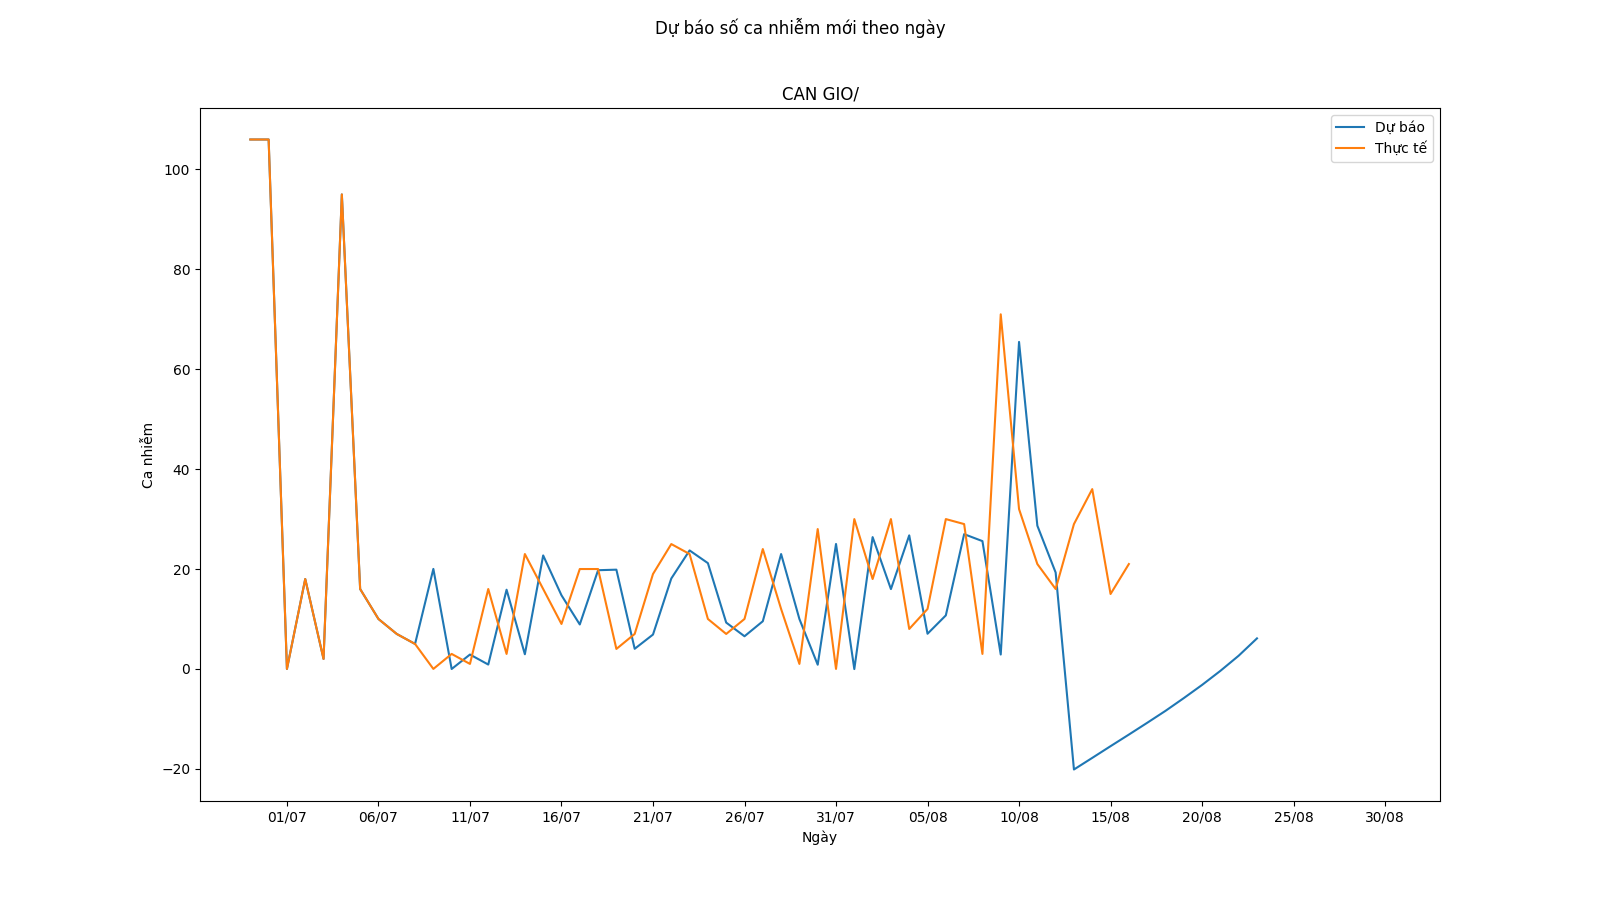 Dự báo số ca nhiễm mới theo ngày
CAN GIO/
Dự báo
Thực tế
100
80
60
40
20
0
−20
Ca nhiễm
01/07 06/07 11/07 16/07 21/07 26/07 31/07 05/08 10/08 15/08 20/08 25/08 30/08
Ngày